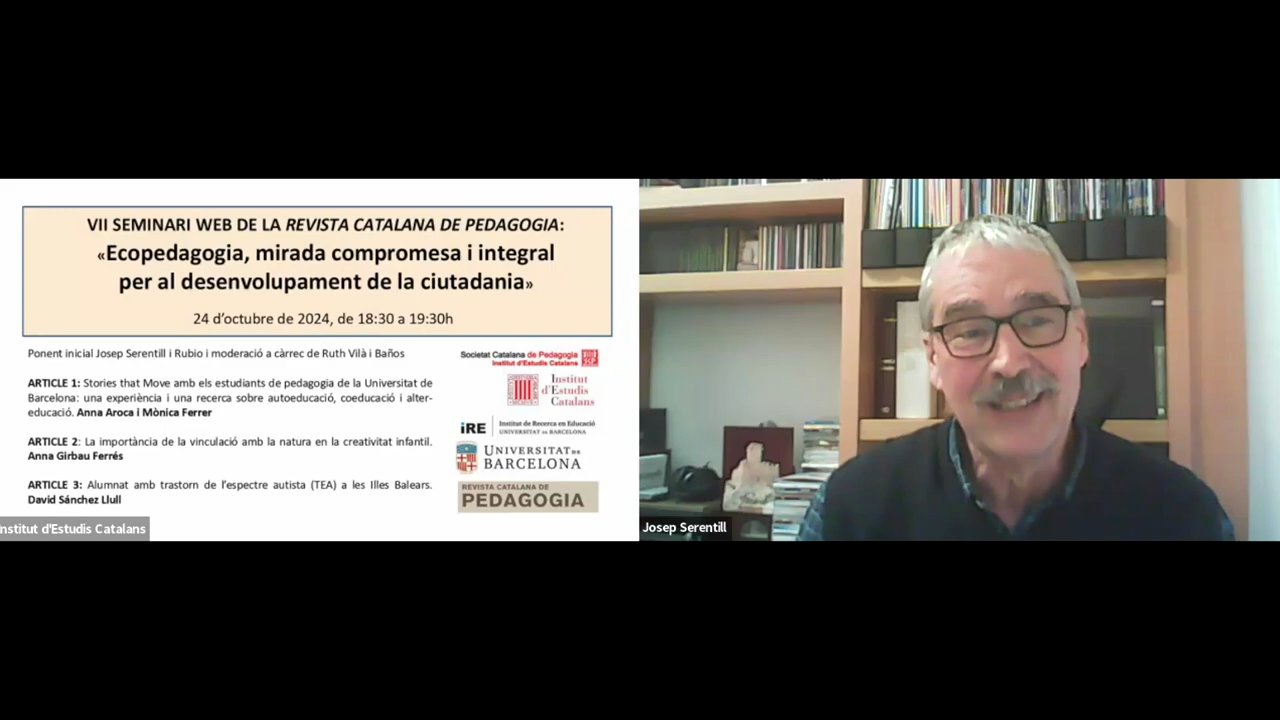 VII SEMINARI WEB DE LA REVISTA CATALANA DE PEDAGOGIA:
«Ecopedagogia, mirada compromesa i integral
per al desenvolupament de la ciutadania»
24 d’octubre de 2024, de 18:30 a 19:30h
Ponent inicial Josep Serentill i Rubio i moderació a càrrec de Ruth Vilà i Baños
ARTICLE 1: Stories that Move amb els estudiants de pedagogia de la Universitat de
Barcelona: una experiència i una recerca sobre autoeducació, coeducació i alter-
educació. Anna Aroca i Mònica Ferrer
ARTICLE 2: La importància de la vinculació amb la natura en la creativitat infantil.
Anna Girbau Ferrés
ARTICLE 3: Alumnat amb trastorn de l’espectre autista (TEA) a les Illes Balears.
David Sánchez Llull
Societat Catalana de Pedagogia
Institut d'Estudis Catalans
Institut
d'Estudis
Catalans
iRE
Institut de Recerca en Educació
UNIVERSITAT DE BARCELONA
UNIVERSITAT DE
BARCELONA
REVISTA CATALANA DE
PEDAGOGIA
nstitut d'Estudis Catalans
Josep Serentill